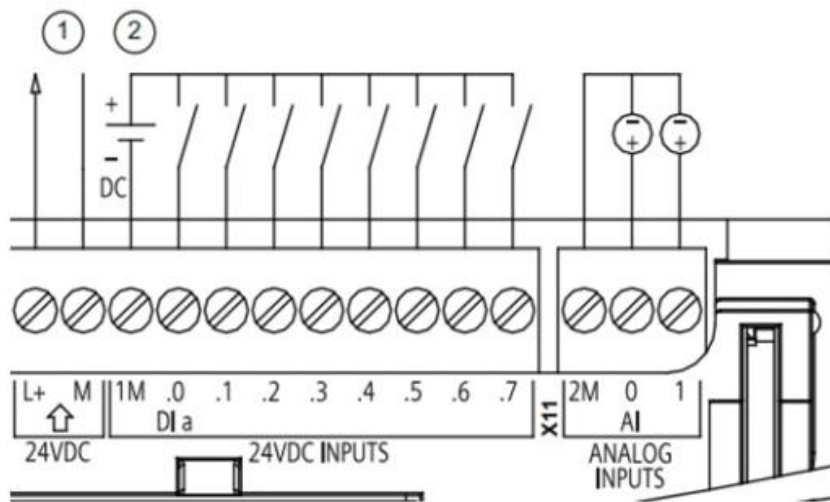 1 2
+
-
DC
- -
+ +
L+ M 1M .0 .1 .2 .3 .4 .5 .6 .7 X11 2M 0 1
DI a AI
24VDC 24VDC INPUTS ANALOG
INPUTS